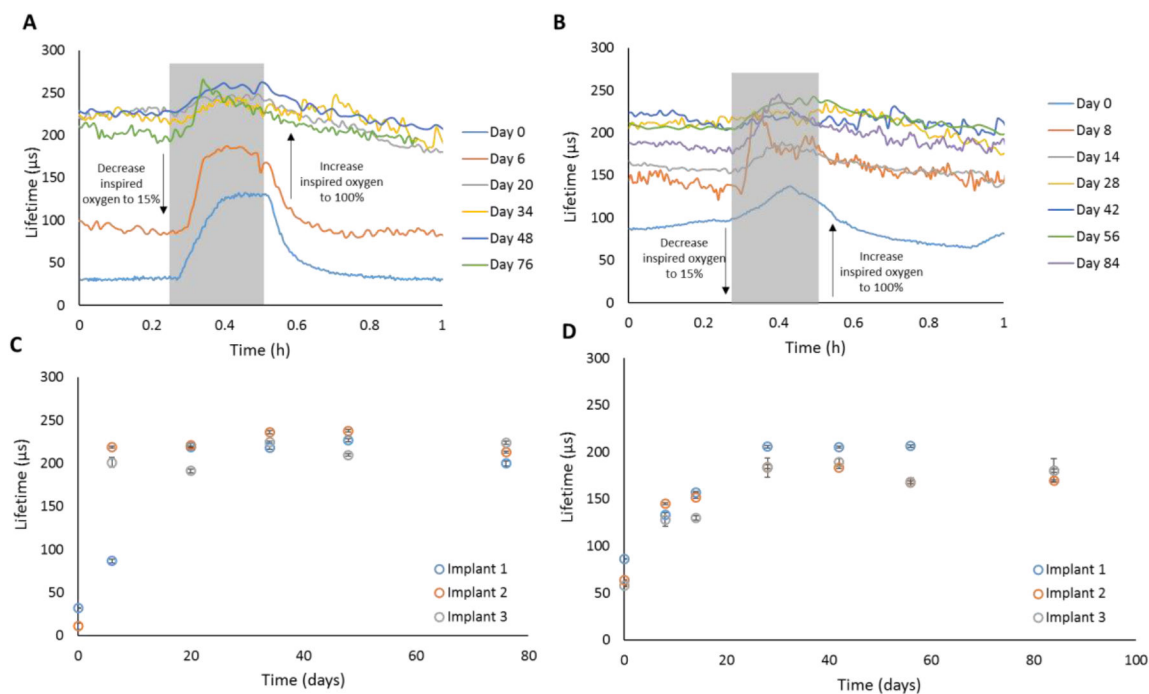 A
Lifetime (µs)
300
250
200
150
100
50
0
0
0.2
0.4
0.6
0.8
1
Time (h)
Decrease
inspired
oxygen to 15%
Increase
inspired oxygen
to 100%
Day 0
Day 6
Day 20
Day 34
Day 48
Day 76
B
Lifetime (µs)
300
250
200
150
100
50
0
0
0.2
0.4
0.6
0.8
1
Time (h)
Decrease
inspired oxygen
to 15%
Increase
inspired oxygen
to 100%
Day 0
Day 8
Day 14
Day 28
Day 42
Day 56
Day 84
C
Lifetime (µs)
300
250
200
150
100
50
0
0
20
40
60
80
Time (days)
Implant 1
Implant 2
Implant 3
D
Lifetime (µs)
300
250
200
150
100
50
0
0
20
40
60
80
100
Time (days)
Implant 1
Implant 2
Implant 3